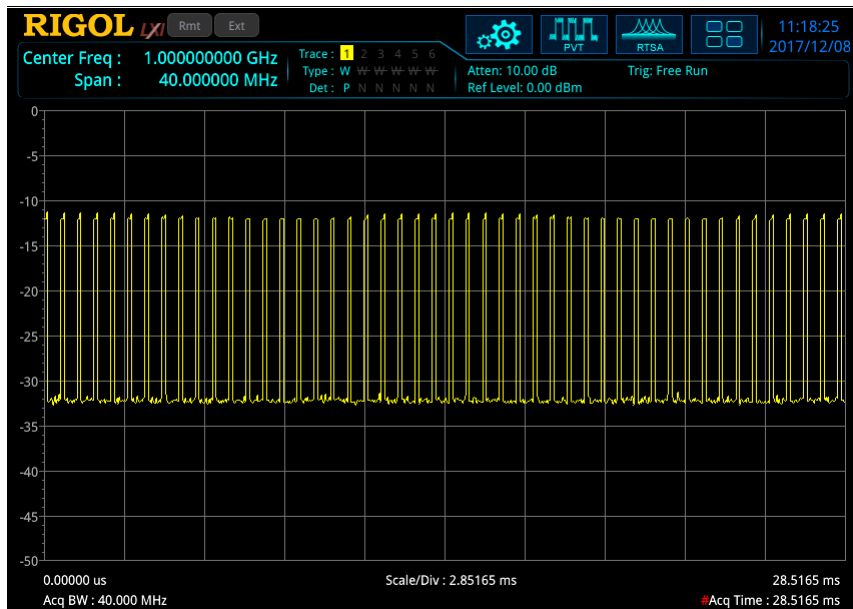 RIGOL LXI Rmt Ext
11:18:25
PVT RTSA
2017/12/08
Center Freq : 1.000000000 GHz
Span : 40.000000 MHz
Trace : 1 2 3 4 5 6
Type : W W W W W W
Det : P N N N N N
Atten: 10.00 dB Trig: Free Run
Ref Level: 0.00 dBm
0
-5
-10
-15
-20
-25
-30
-35
-40
-45
-50
0.00000 us Scale/Div : 2.85165 ms 28.5165 ms
Acq BW : 40.000 MHz #Acq Time : 28.5165 ms